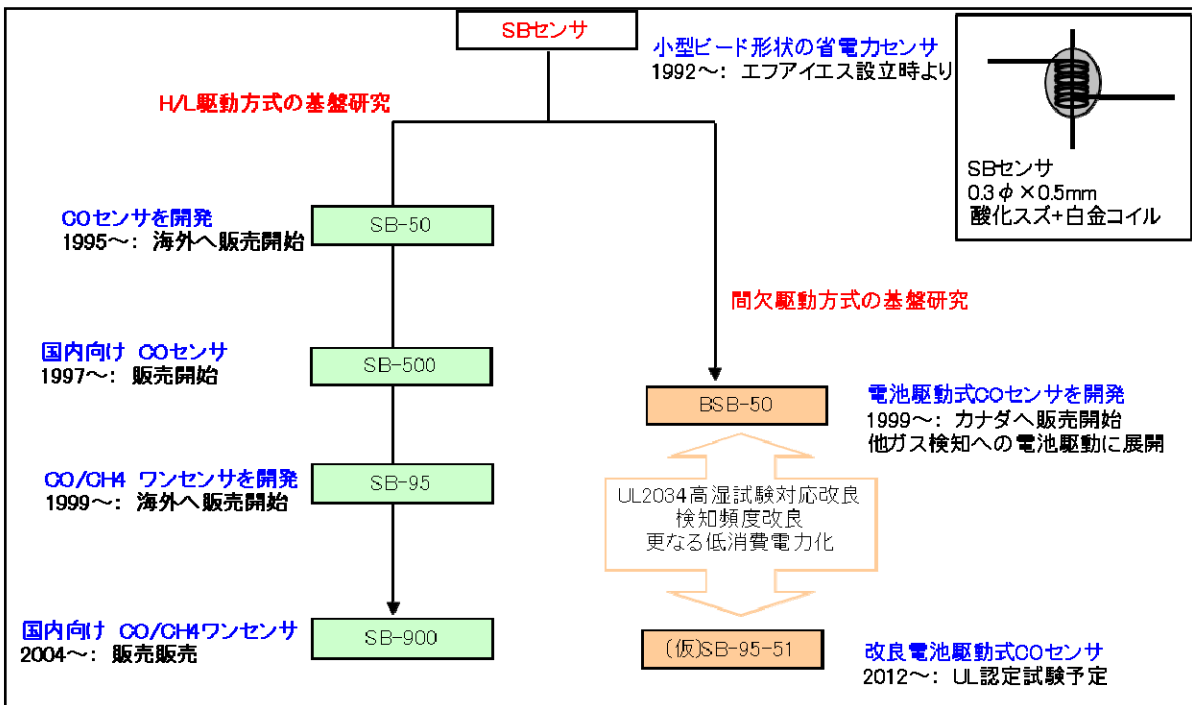 SBセンサ
小型ビード形状の省電力センサ
1992～： エフアイエス設立時より
SBセンサ
0.3φ×0.5mm
酸化スズ+白金コイル
H/L駆動方式の基盤研究
COセンサを開発
1995～： 海外へ販売開始
SB-50
間欠駆動方式の基盤研究
国内向け COセンサ
1997～： 販売開始
SB-500
BSB-50
電池駆動式COセンサを開発
1999～： カナダへ販売開始
他ガス検知への電池駆動に展開
CO/CH4 ワンセンサを開発
1999～： 海外へ販売開始
SB-95
UL2034高湿試験対応改良
検知頻度改良
更なる低消費電力化
国内向け CO/CH4ワンセンサ
2004～： 販売販売
SB-900
(仮)SB-95-51
改良電池駆動式COセンサ
2012～： UL認定試験予定